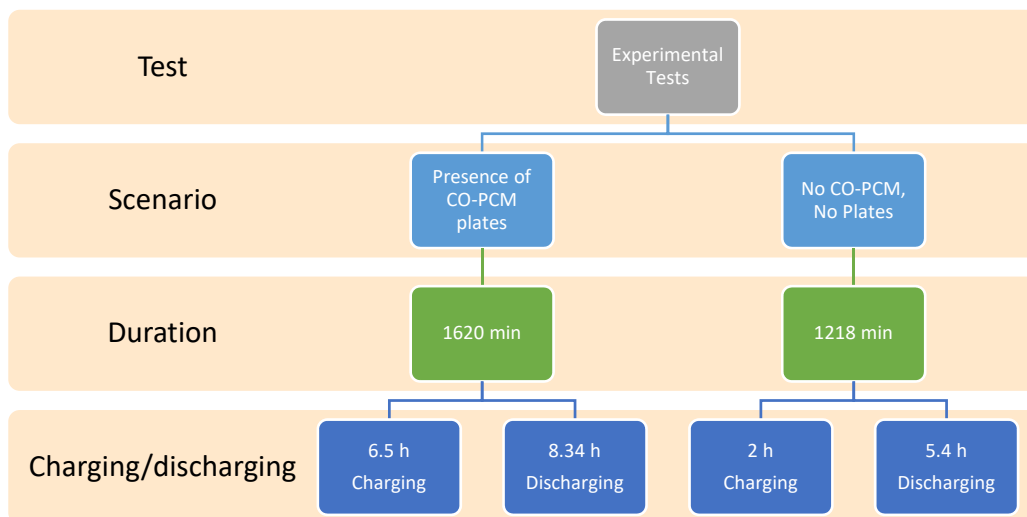 Test
Experimental
Tests
Scenario
Presence of
CO-PCM
plates
No CO-PCM,
No Plates
Duration
1620 min
1218 min
Charging/discharging
6.5 h
Charging
8.34 h
Discharging
2 h
Charging
5.4 h
Discharging